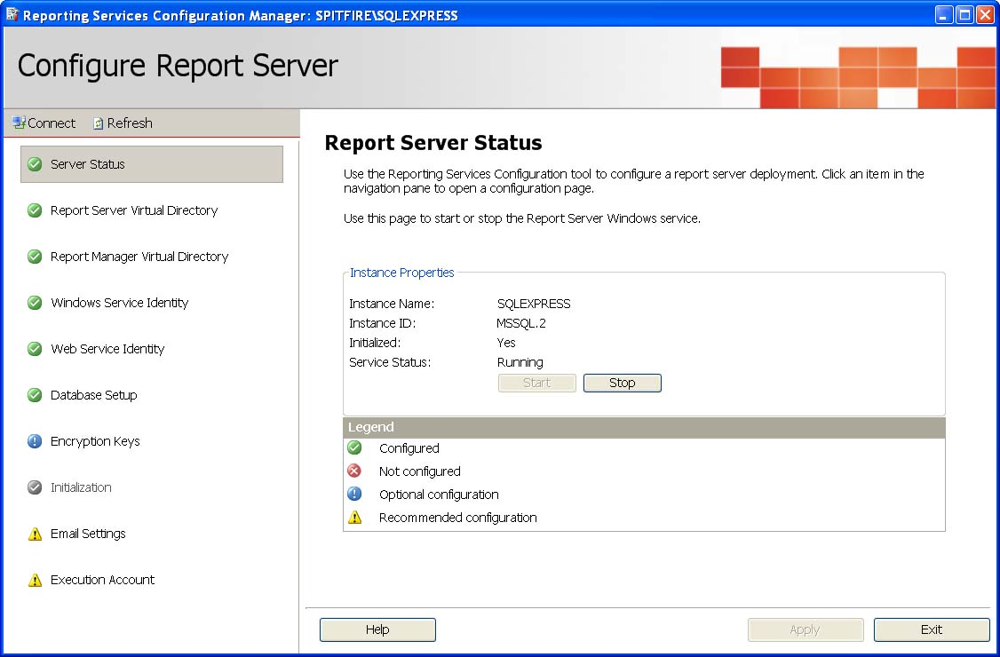 Reporting Services Configuration Manager: SPITFIRE\SQLEXPRESS
Configure Report Server
Connect Refresh
Server Status
Report Server Virtual Directory
Report Manager Virtual Directory
Windows Service Identity
Web Service Identity
Database Setup
Encryption Keys
Initialization
Email Settings
Execution Account
Report Server Status
Use the Reporting Services Configuration tool to configure a report server deployment. Click an item in the
navigation pane to open a configuration page.
Use this page to start or stop the Report Server Windows service.
Instance Properties
Instance Name: SQLEXPRESS
Instance ID: MSSQL.2
Initialized: Yes
Service Status: Running
Start Stop
Legend
Configured
Not configured
Optional configuration
Recommended configuration
Help Apply Exit